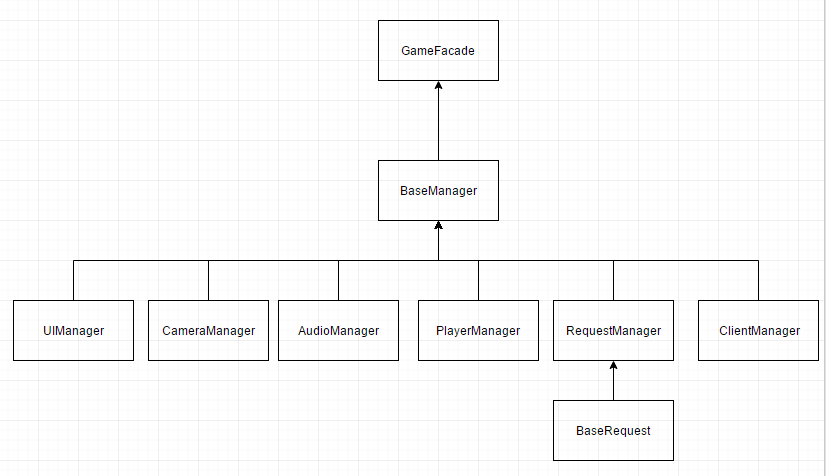 GameFacade
BaseManager
UIManager
CameraManager
AudioManager
PlayerManager
RequestManager
ClientManager
BaseRequest